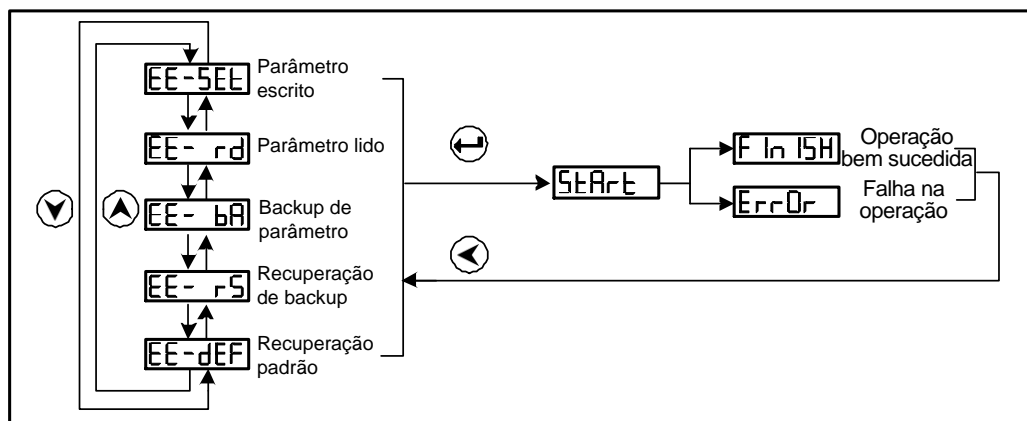 EE-SEt
Parâmetro
escrito
EE- rd
Parâmetro lido
EE- bA
Backup de
parâmetro
EE- rS
Recuperação
de backup
EE-dEF
Recuperação
padrão
StArt
FInISH
Operação
bem sucedida
ErrOr
Falha na
operação